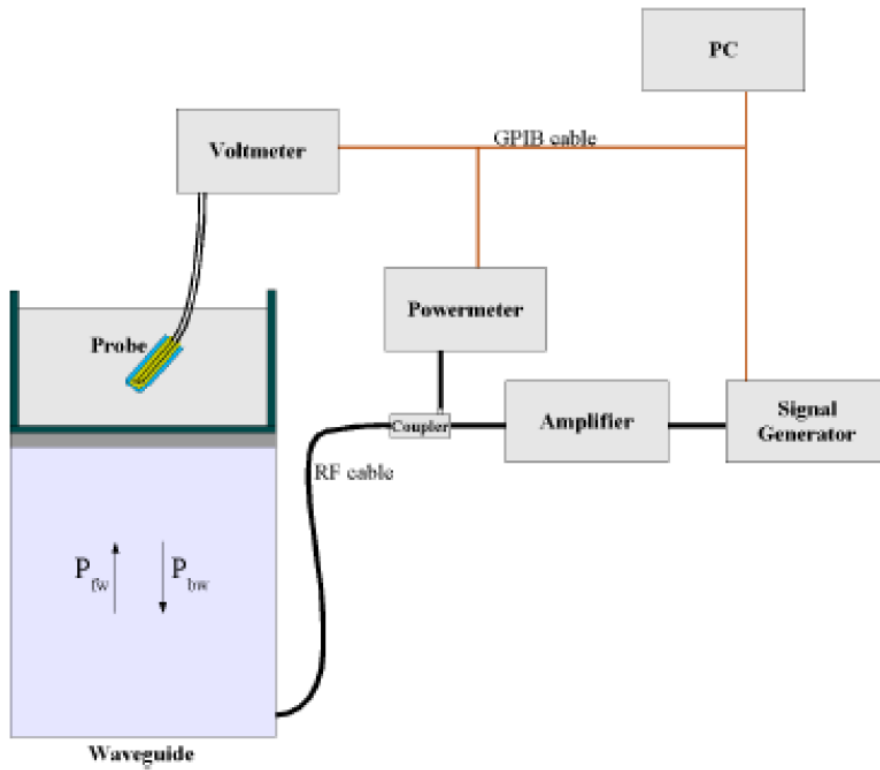 PC
GPIB cable
Voltmeter
Powermeter
Probe
Coupler
Amplifier
Signal
Generator
RF cable
P fw
P bw
Waveguide